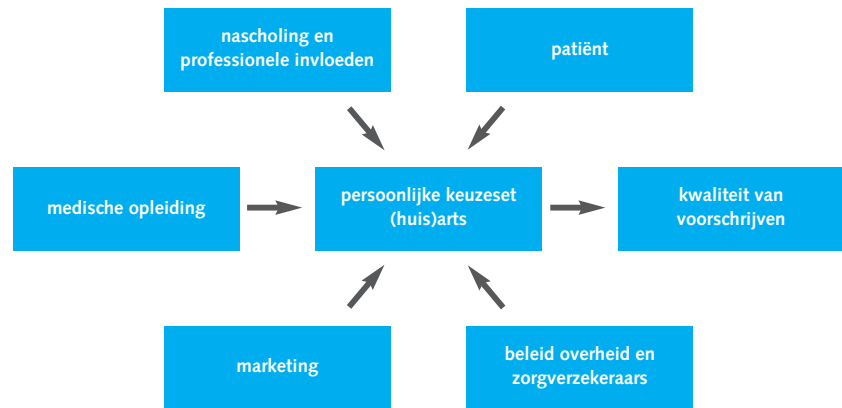 nascholing en
professionele invloeden
patiënt
medische opleiding
persoonlijke keuzeset
(huis)arts
kwaliteit van
voorschrijven
marketing
beleid overheid en
zorgverzekeraars